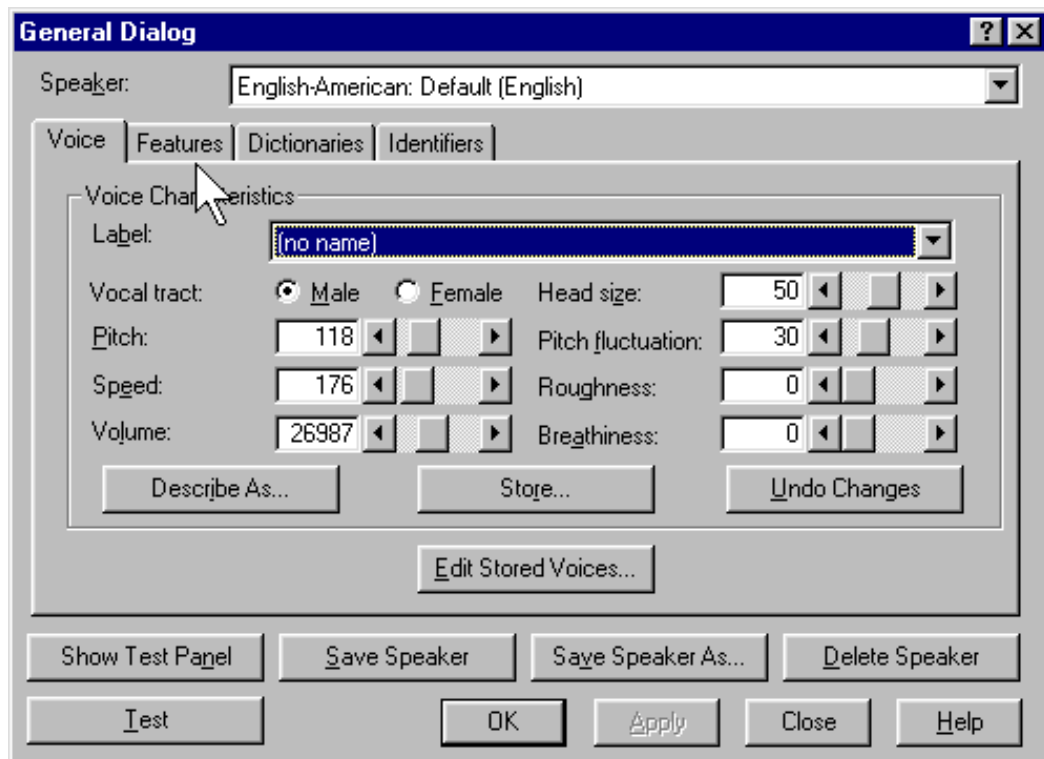 General Dialog
Speaker: English-American: Default (English)
Voice Features Dictionaries Identifiers
Voice Characteristics
Label: (no name)
Vocal tract: Male Female Head size: 50
Pitch: 118 Pitch fluctuation: 30
Speed: 176 Roughness: 0
Volume: 26987 Breathiness: 0
Describe As... Store... Undo Changes
Edit Stored Voices...
Show Test Panel Save Speaker Save Speaker As... Delete Speaker
Test OK Apply Close Help